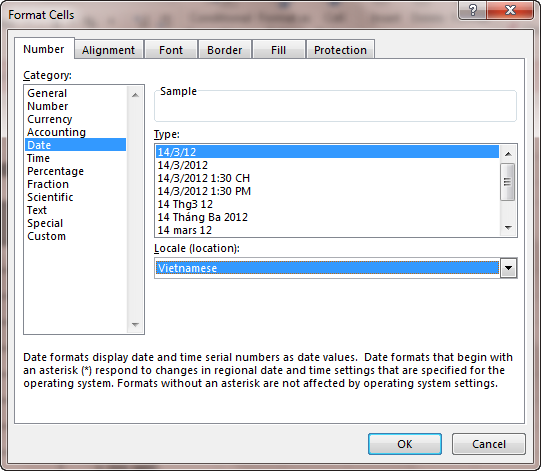 Format Cells
Number Alignment Font Border Fill Protection
Category:
General
Number
Currency
Accounting
Date
Time
Percentage
Fraction
Scientific
Text
Special
Custom
Sample
Type:
14/3/12
14/3/2012
14/3/2012 1:30 CH
14/3/2012 1:30 PM
14 Thg3 12
14 Tháng Ba 2012
14 mars 12
Locale (location):
Vietnamese
Date formats display date and time serial numbers as date values.  Date formats that begin with
an asterisk (*) respond to changes in regional date and time settings that are specified for the
operating system. Formats without an asterisk are not affected by operating system settings.
OK Cancel